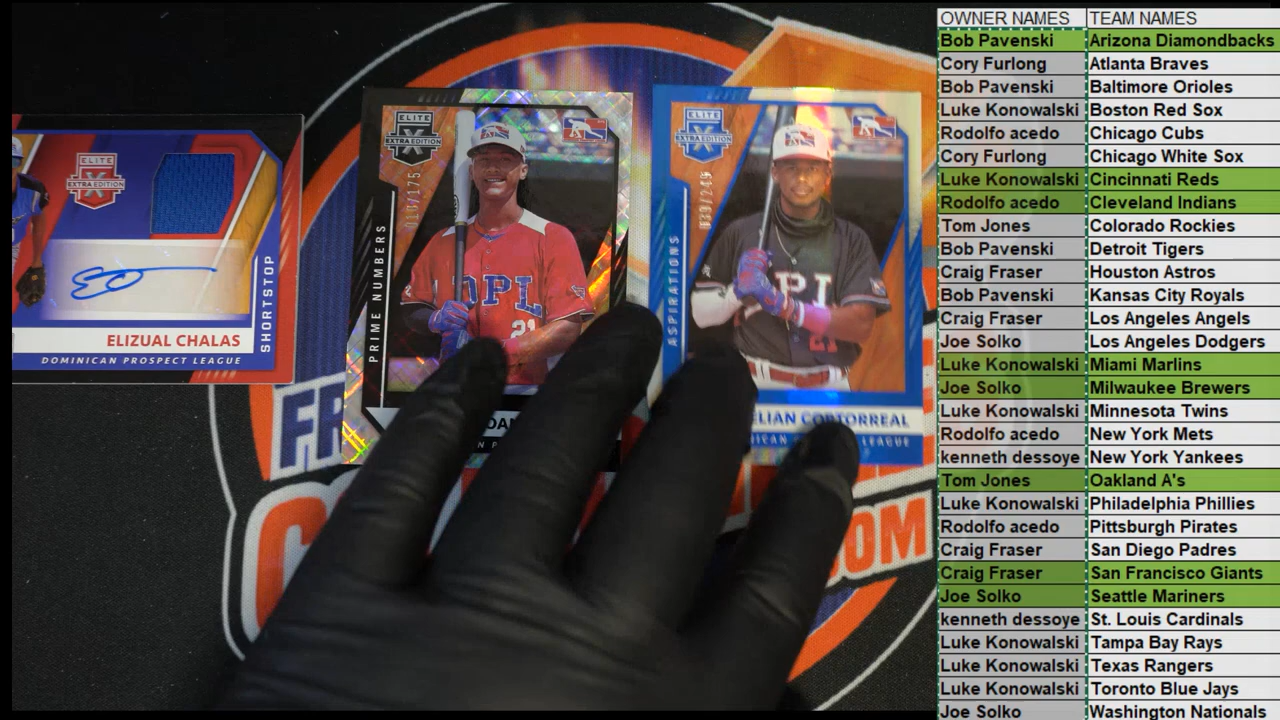 ELITE
X
EXTRA EDITION
ELIZUAL CHALAS
DOMINICAN PROSPECT LEAGUE
SHORTSTOP
ELITE
X
EXTRA EDITION
/175
PRIME NUMBERS
DPL
21
ELITE
X
EXTRA EDITION
ASPIRATIONS
ELIAN CORTORREAL
LEAGUE
FR
OM
OWNER NAMES TEAM NAMES
Bob Pavenski Arizona Diamondbacks
Cory Furlong Atlanta Braves
Bob Pavenski Baltimore Orioles
Luke Konowalski Boston Red Sox
Rodolfo acedo Chicago Cubs
Cory Furlong Chicago White Sox
Luke Konowalski Cincinnati Reds
Rodolfo acedo Cleveland Indians
Tom Jones Colorado Rockies
Bob Pavenski Detroit Tigers
Craig Fraser Houston Astros
Bob Pavenski Kansas City Royals
Craig Fraser Los Angeles Angels
Joe Solko Los Angeles Dodgers
Luke Konowalski Miami Marlins
Joe Solko Milwaukee Brewers
Luke Konowalski Minnesota Twins
Rodolfo acedo New York Mets
kenneth dessoye New York Yankees
Tom Jones Oakland A's
Luke Konowalski Philadelphia Phillies
Rodolfo acedo Pittsburgh Pirates
Craig Fraser San Diego Padres
Craig Fraser San Francisco Giants
Joe Solko Seattle Mariners
kenneth dessoye St. Louis Cardinals
Luke Konowalski Tampa Bay Rays
Luke Konowalski Texas Rangers
Luke Konowalski Toronto Blue Jays
Joe Solko Washington Nationals